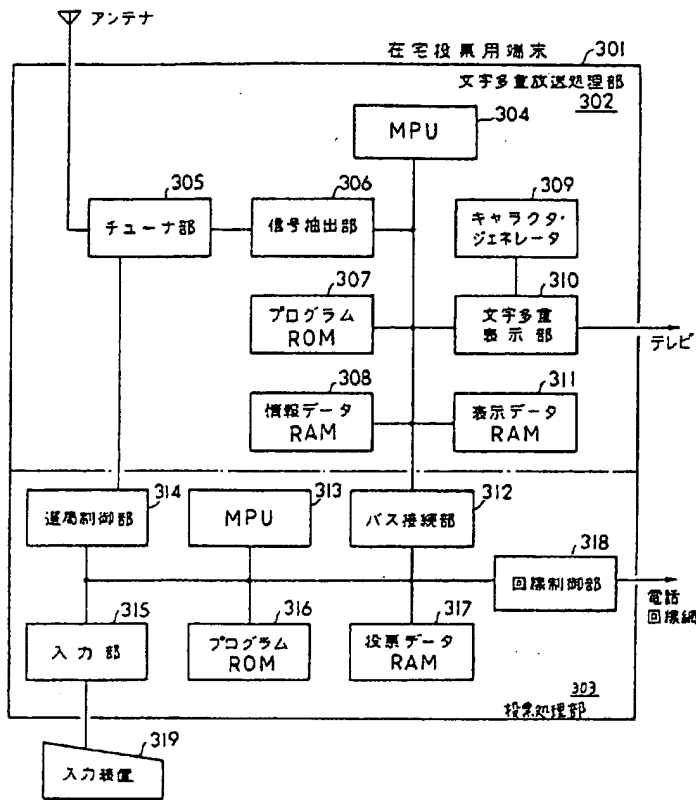 アンテナ
在宅投票用端末
301
文字多重放送処理部
302
MPU
304
305
チューナ部
306
信号抽出部
309
キャラクタ・
ジェネレータ
307
プログラム
ROM
310
文字多重
表示部
テレビ
308
情報データ
RAM
311
表示データ
RAM
314
選局制御部
313
MPU
312
バス接続部
318
回線制御部
電話
回線網
315
入力部
316
プログラム
ROM
317
投票データ
RAM
303
投票処理部
319
入力装置